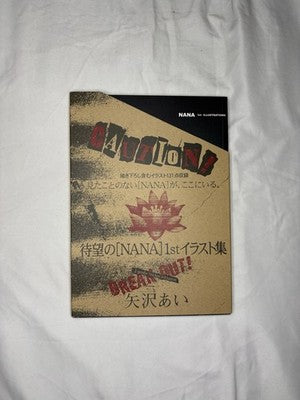 NANA 1st ILLUSTRATIONS
CAUTION!
描き下ろし含むイラスト131点収録
見たことのない[NANA]が、ここにいる。
待望の[NANA]1stイラスト集
BREAK OUT!
矢沢あい